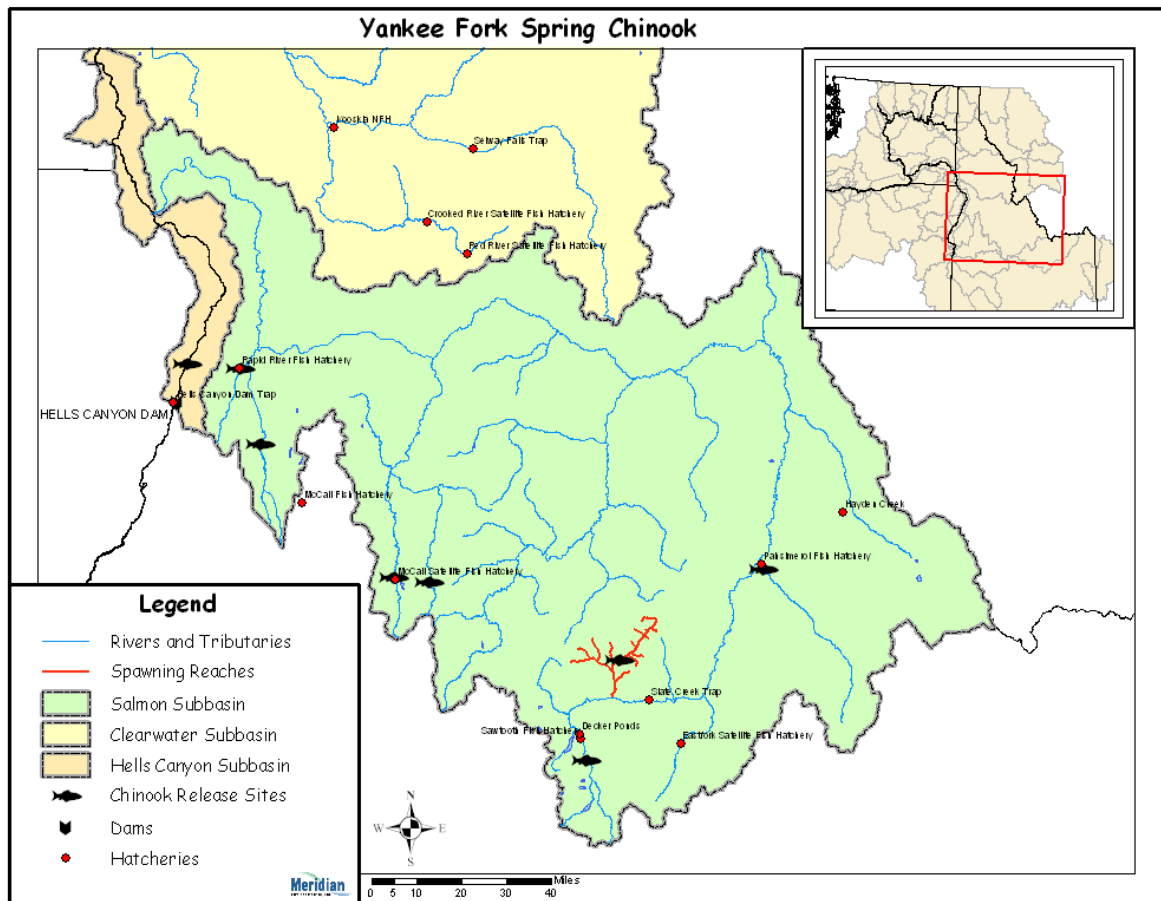 Yankee Fork Spring Chinook
Kooskia NFH
Selway Falls Trap
Crooked River Satellite Fish Hatchery
Red River Satellite Fish Hatchery
Rapid River Fish Hatchery
Hells Canyon Dam Trap
HELLS CANYON DAM
McCall Fish Hatchery
Hayden Creek
Pahsimeroi Fish Hatchery
McCall Satellite Fish Hatchery
Slate Creek Trap
Decker Ponds
Sawtooth Fish Hatchery
Eastfork Satellite Fish Hatchery
Legend
Rivers and Tributaries
Spawning Reaches
Salmon Subbasin
Clearwater Subbasin
Hells Canyon Subbasin
Chinook Release Sites
Dams
Hatcheries
Meridian
N
W E
S
Miles
0 5 10 20 30 40